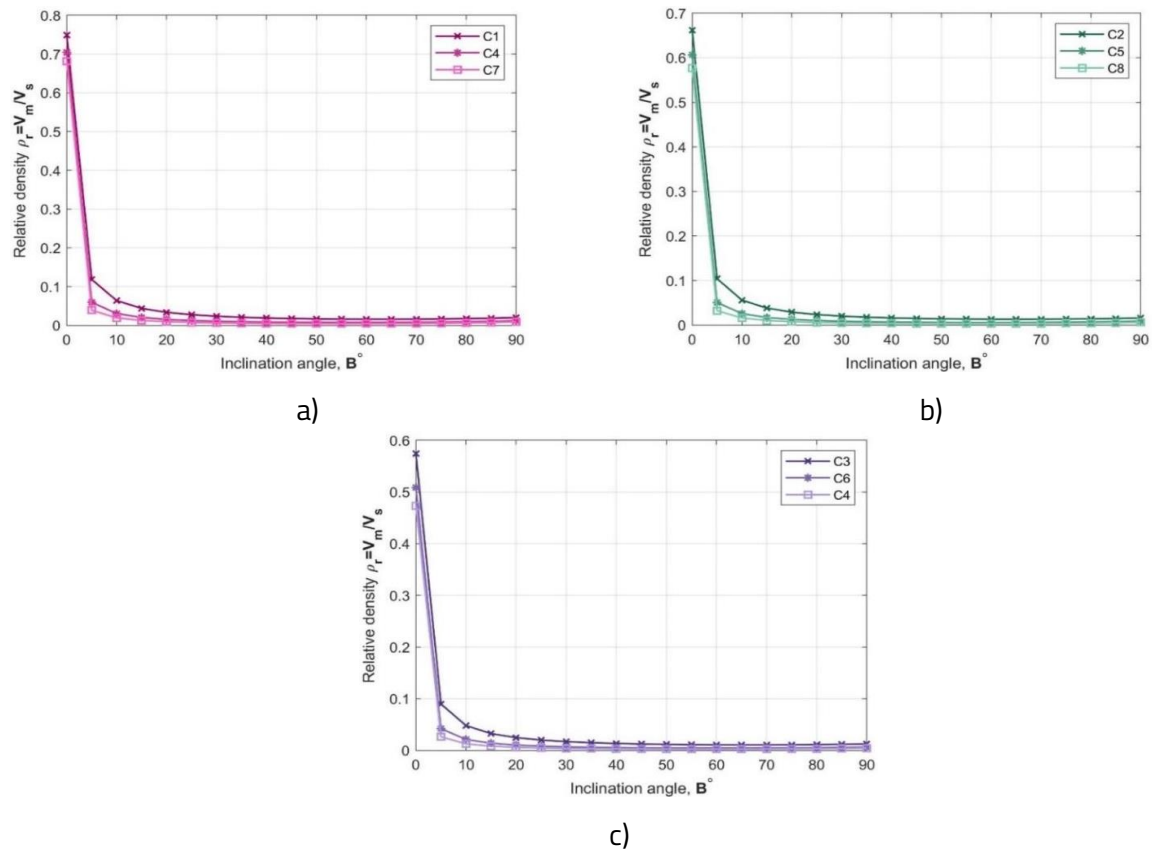 0.8
0.7
0.6
0.5
0.4
0.3
0.2
0.1
0
0 10 20 30 40 50 60 70 80 90
Relative density ρr=Vm/Vs
Inclination angle, B°
C1
C4
C7
a)
0.7
0.6
0.5
0.4
0.3
0.2
0.1
0
0 10 20 30 40 50 60 70 80 90
Relative density ρr=Vm/Vs
Inclination angle, B°
C2
C5
C8
b)
0.6
0.5
0.4
0.3
0.2
0.1
0
0 10 20 30 40 50 60 70 80 90
Relative density ρr=Vm/Vs
Inclination angle, B°
C3
C6
C4
c)